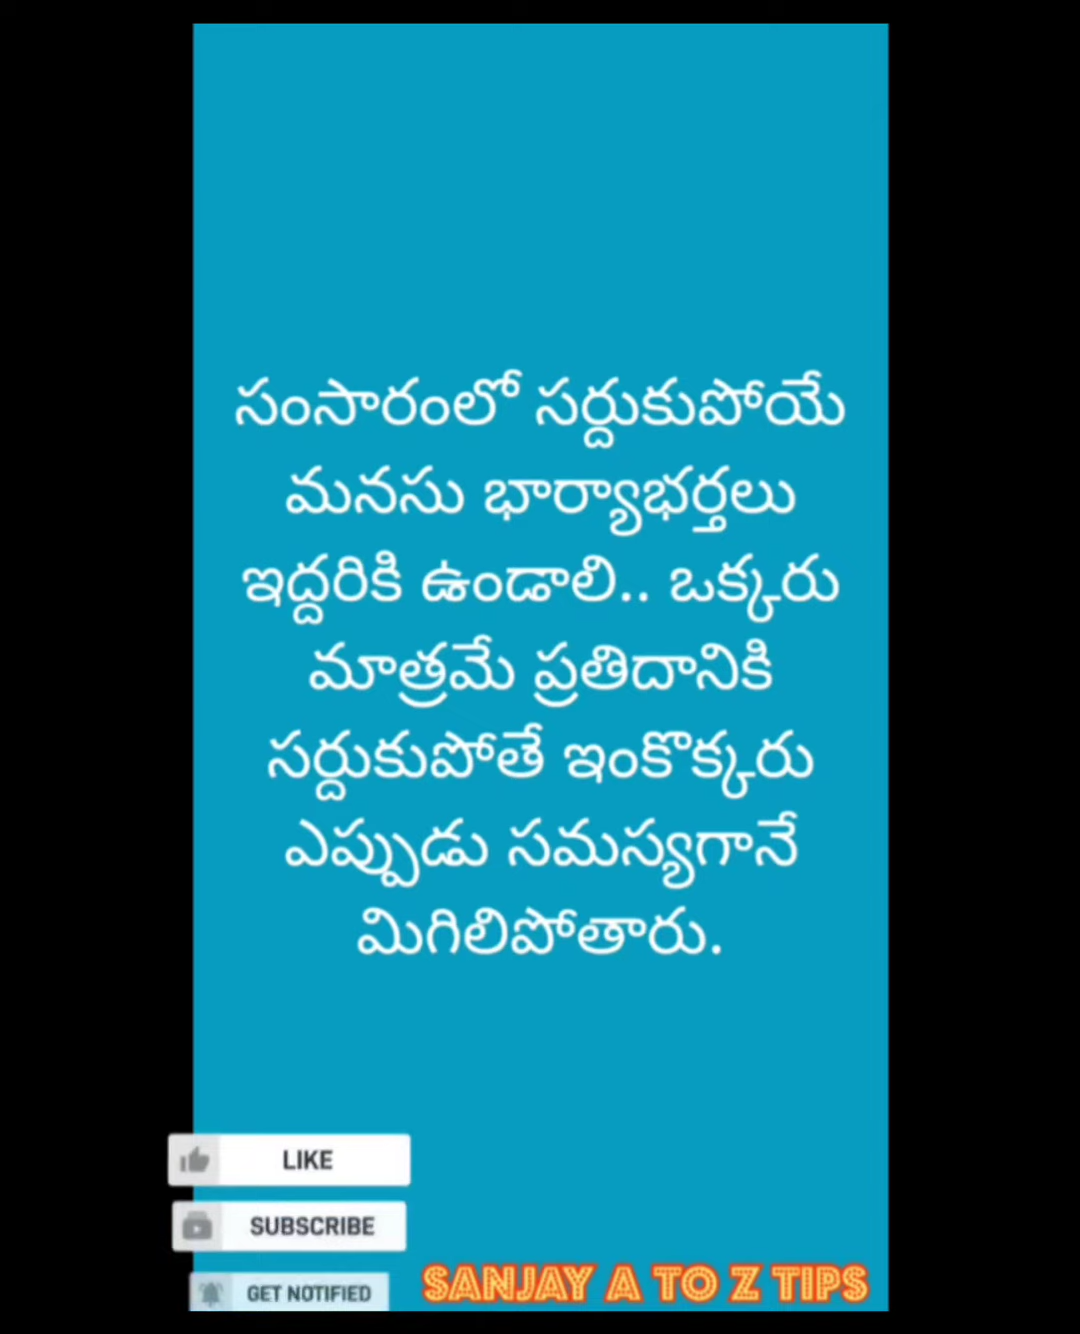 సంసారంలో సర్దుకుపోయే
మనసు భార్యాభర్తలు
ఇద్దరికి ఉండాలి.. ఒక్కరు
మాత్రమే ప్రతిదానికి
సర్దుకుపోతే ఇంకొక్కరు
ఎప్పుడు సమస్యగానే
మిగిలిపోతారు.
LIKE
SUBSCRIBE
GET NOTIFIED
SANJAY A TO Z TIPS